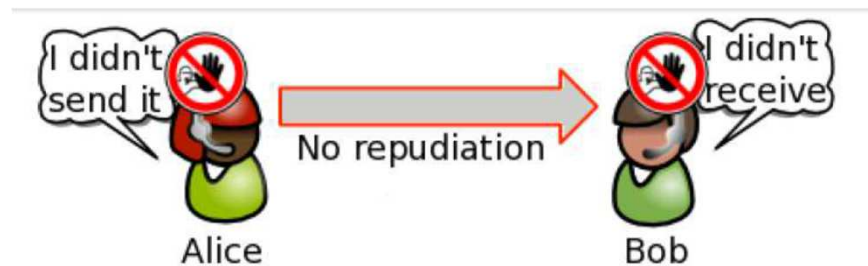 I didn't
send it
I didn't
receive
No repudiation
Alice
Bob